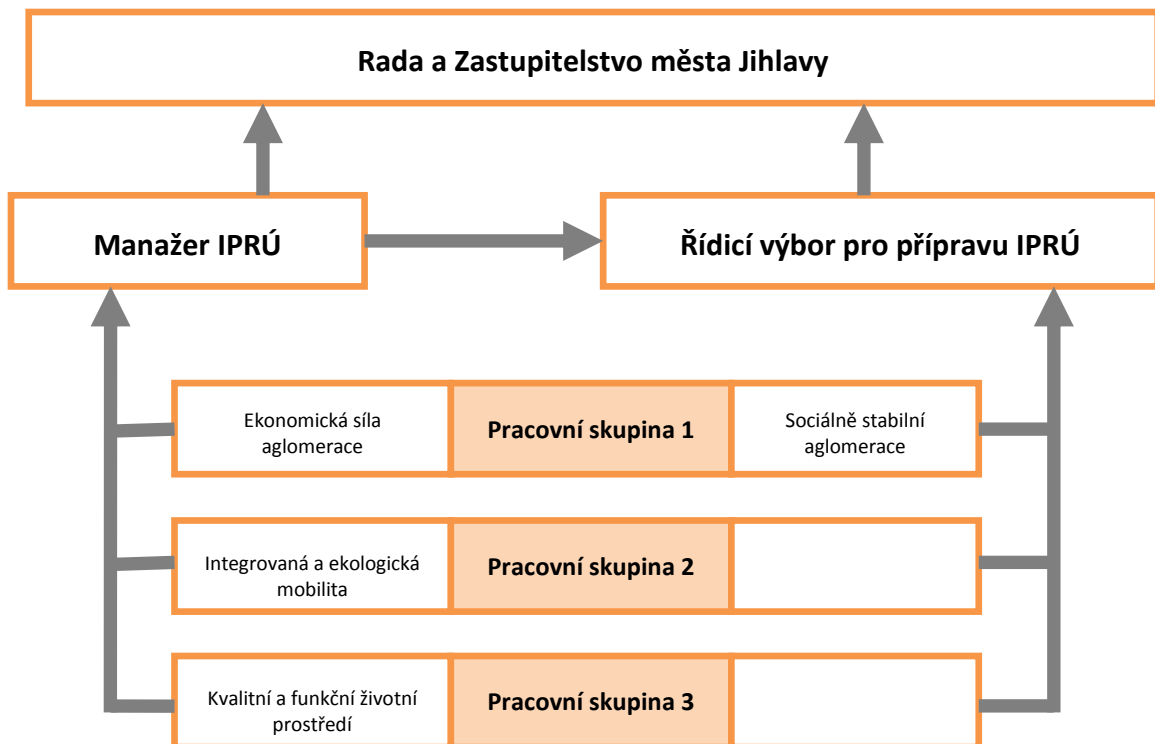 Rada a Zastupitelstvo města Jihlavy
Manažer IPRÚ
Řídicí výbor pro přípravu IPRÚ
Ekonomická síla
aglomerace
Pracovní skupina 1
Sociálně stabilní
aglomerace
Integrovaná a ekologická
mobilita
Pracovní skupina 2
Kvalitní a funkční životní
prostředí
Pracovní skupina 3